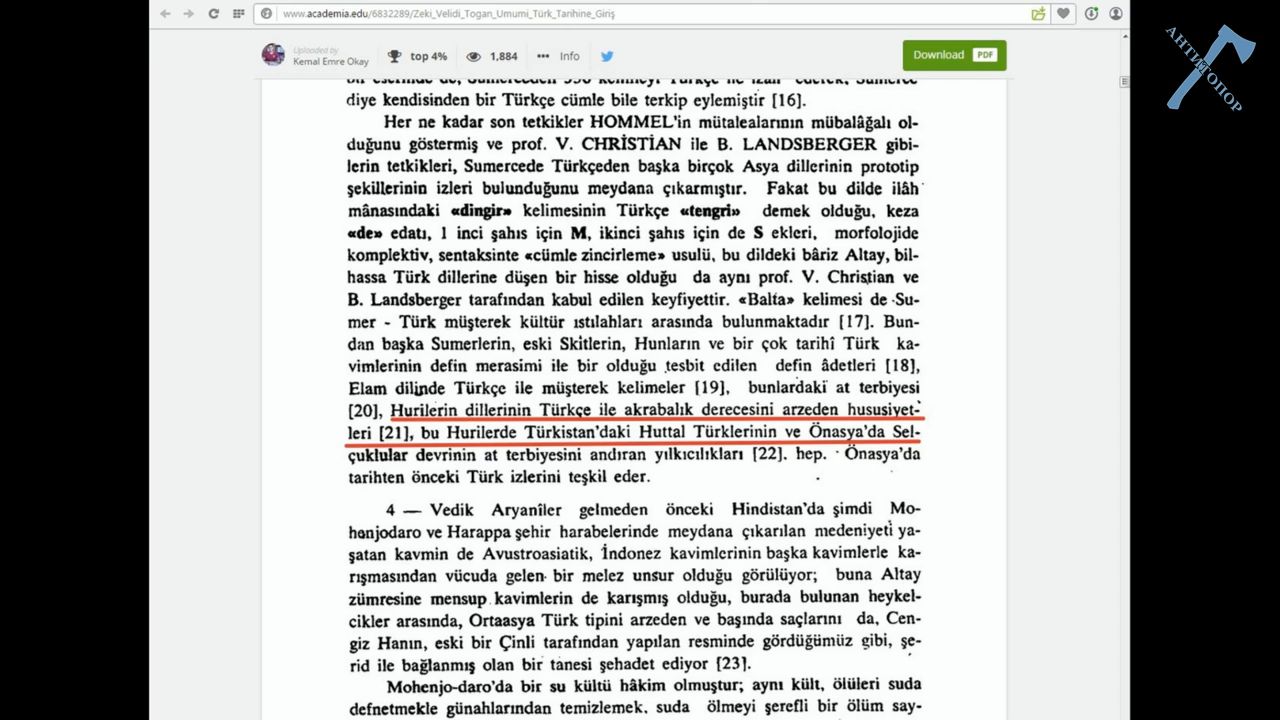 www.academia.edu/6832289/Zeki_Velidi_Togan_Umumi_Türk_Tarihine_Giriş
Uploaded by
Kemal Emre Okay
top 4%
1,884
Info
Download PDF
АНТИТОПОР
diye kendisinden bir Türkçe cümle bile terkip eylemiştir [16].
Her ne kadar son tetkikler HOMMEL'in mütalealarının mübalâğalı ol-
duğunu göstermiş ve prof. V. CHRİSTİAN ile B. LANDSBERGER gibi-
lerin tetkikleri, Sumercede Türkçeden başka birçok Asya dillerinin prototip
şekillerinin izleri bulunduğunu meydana çıkarmıştır. Fakat bu dilde ilâh
mânasındaki «dingir» kelimesinin Türkçe «tengri» demek olduğu, keza
«de» edatı, 1 inci şahıs için M, ikinci şahıs için de S ekleri, morfolojide
komplektiv, sentaksinte «cümle zincirleme» usulü, bu dildeki bâriz Altay, bil-
hassa Türk dillerine düşen bir hisse olduğu da aynı prof. V. Christian ve
B. Landsberger tarafından kabul edilen keyfiyettir. «Balta» kelimesi de Su-
mer - Türk müşterek kültür ıstılahları arasında bulunmaktadır [17]. Bun-
dan başka Sumerlerin, eski Skitlerin, Hunların ve bir çok tarihî Türk ka-
vimlerinin defin merasimi ile bir olduğu tesbit edilen defin âdetleri [18],
Elam dilinde Türkçe ile müşterek kelimeler [19], bunlardaki at terbiyesi
[20], Hurilerin dillerinin Türkçe ile akrabalık derecesini arzeden hususiyet-
leri [21], bu Hurilerde Türkistan'daki Huttal Türklerinin ve Önasya'da Sel-
çuklular devrinin at terbiyesini andıran yılkıcılıkları [22]. hep. Önasya'da
tarihten önceki Türk izlerini teşkil eder.
4 — Vedik Aryanîler gelmeden önceki Hindistan'da şimdi Mo-
henjodaro ve Harappa şehir harabelerinde meydana çıkarılan medeniyeti ya-
şatan kavmin de Avustroasiatik, İndonez kavimlerinin başka kavimlerle ka-
rışmasından vücuda gelen bir melez unsur olduğu görülüyor; buna Altay
zümresine mensup kavimlerin de karışmış olduğu, burada bulunan heykel-
cikler arasında, Ortaasya Türk tipini arzeden ve başında saçlarını da, Cen-
giz Hanın, eski bir Çinli tarafından yapılan resminde gördüğümüz gibi, şe-
rid ile bağlanmış olan bir tanesi şehadet ediyor [23].
Mohenjo-daro'da bir su kültü hâkim olmuştur; aynı kült, ölüleri suda
defnetmekle günahlarından temizlemek, suda ölmeyi şerefli bir ölüm say-